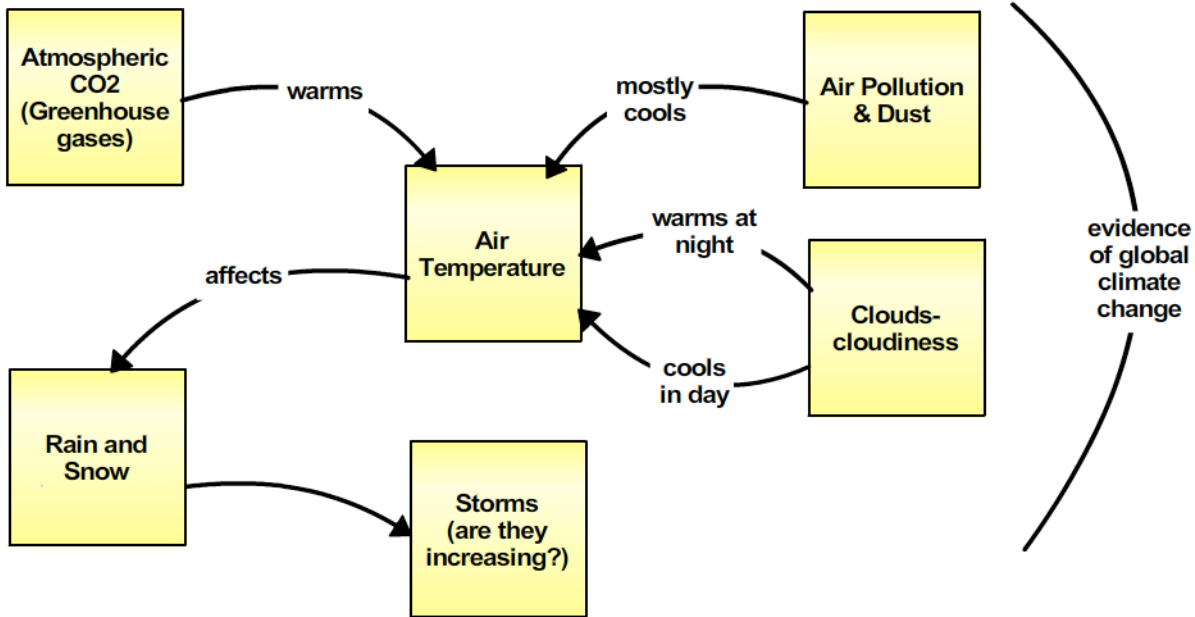 Atmospheric
CO2
(Greenhouse
gases)
warms
mostly
cools
Air Pollution
& Dust
Air
Temperature
warms at
night
evidence
of global
climate
change
affects
Clouds-
cloudiness
cools
in day
Rain and
Snow
Storms
(are they
increasing?)